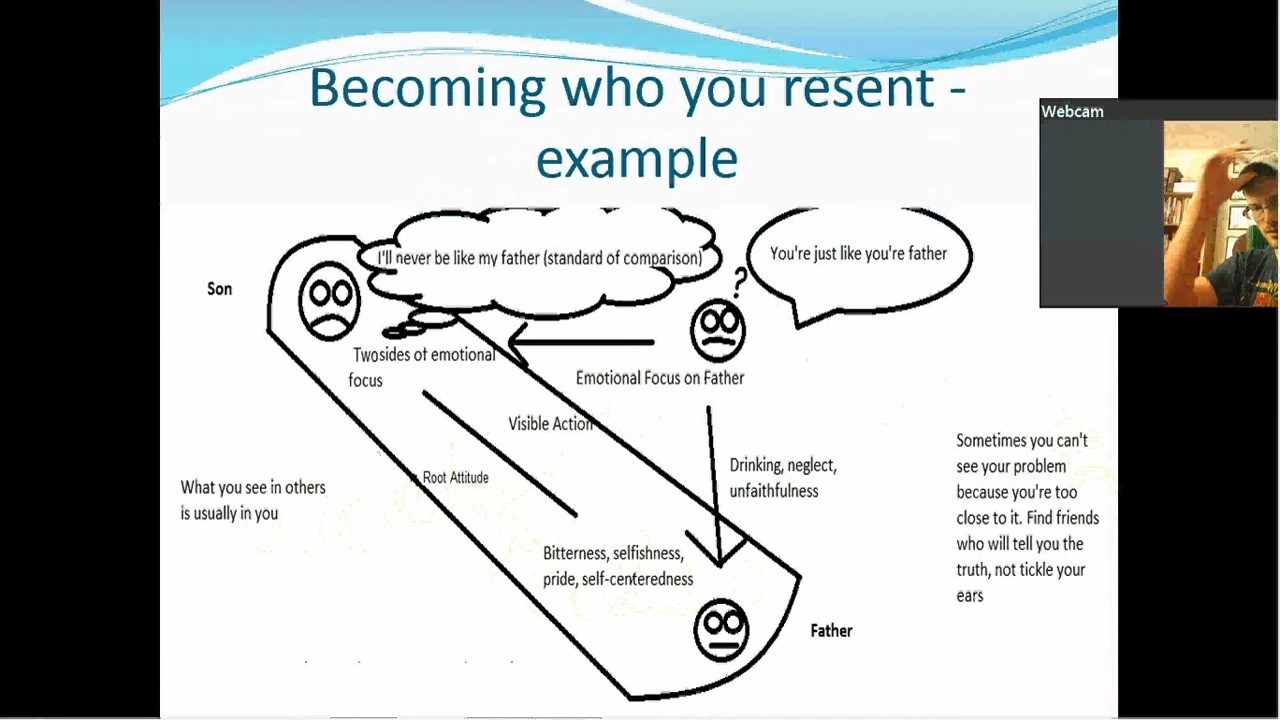 Becoming who you resent -
example
Webcam
I'll never be like my father (standard of comparison)
You're just like you're father
?
Son
Twosides of emotional
focus
Emotional Focus on Father
Visible Action
Root Attitude
Drinking, neglect,
unfaithfulness
What you see in others
is usually in you
Bitterness, selfishness,
pride, self-centeredness
Sometimes you can't
see your problem
because you're too
close to it. Find friends
who will tell you the
truth, not tickle your
ears
Father